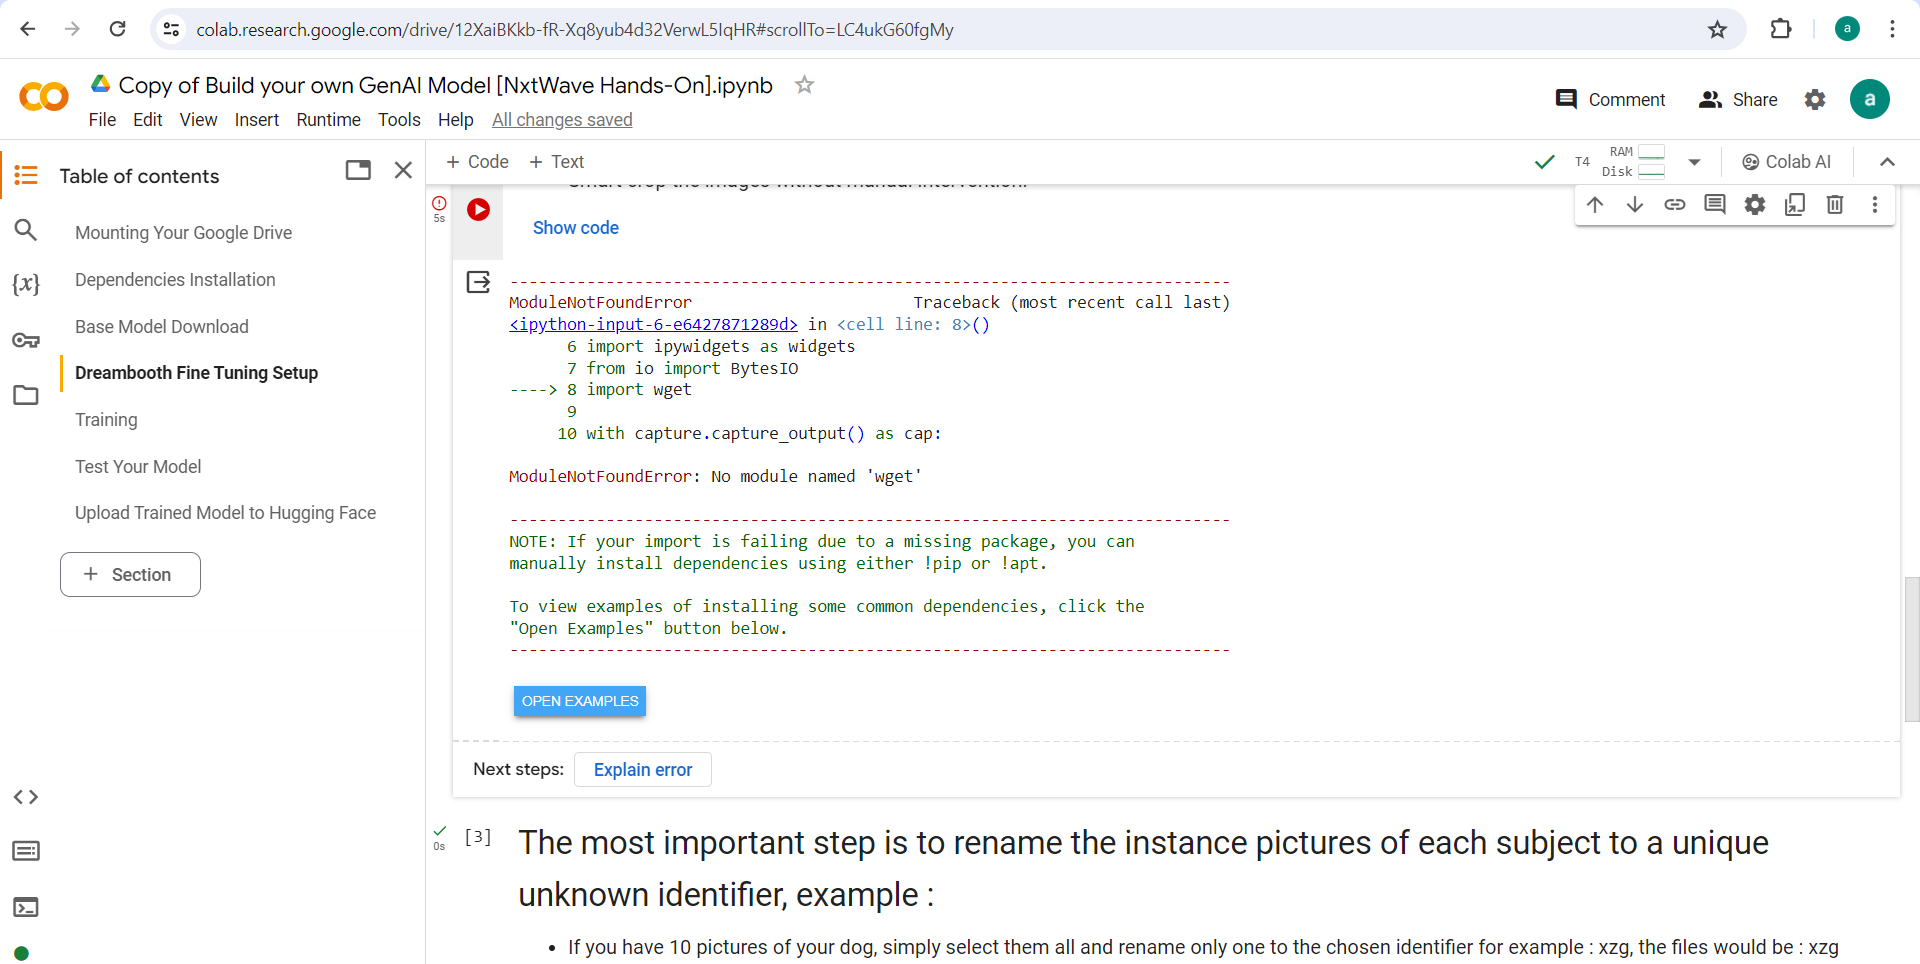 colab.research.google.com/drive/12XaiBKkb-fR-Xq8yub4d32VerwL5IqHR#scrollTo=LC4ukG60fgMy
a
Copy of Build your own GenAI Model [NxtWave Hands-On].ipynb
Comment
Share
a
File Edit View Insert Runtime Tools Help All changes saved
+ Code + Text
T4
RAM
Disk
Colab AI
Table of contents
Mounting Your Google Drive
Dependencies Installation
Base Model Download
Dreambooth Fine Tuning Setup
Training
Test Your Model
Upload Trained Model to Hugging Face
+ Section
{x}
Smart crop the images without manual intervention.
5s
Show code
---------------------------------------------------------------------------
ModuleNotFoundError Traceback (most recent call last)
<ipython-input-6-e6427871289d> in <cell line: 8>()
6 import ipywidgets as widgets
7 from io import BytesIO
----> 8 import wget
9
10 with capture.capture_output() as cap:
ModuleNotFoundError: No module named 'wget'
---------------------------------------------------------------------------
NOTE: If your import is failing due to a missing package, you can
manually install dependencies using either !pip or !apt.
To view examples of installing some common dependencies, click the
"Open Examples" button below.
---------------------------------------------------------------------------
OPEN EXAMPLES
Next steps: Explain error
0s
[3]
The most important step is to rename the instance pictures of each subject to a unique
unknown identifier, example :
• If you have 10 pictures of your dog, simply select them all and rename only one to the chosen identifier for example : xzg, the files would be : xzg